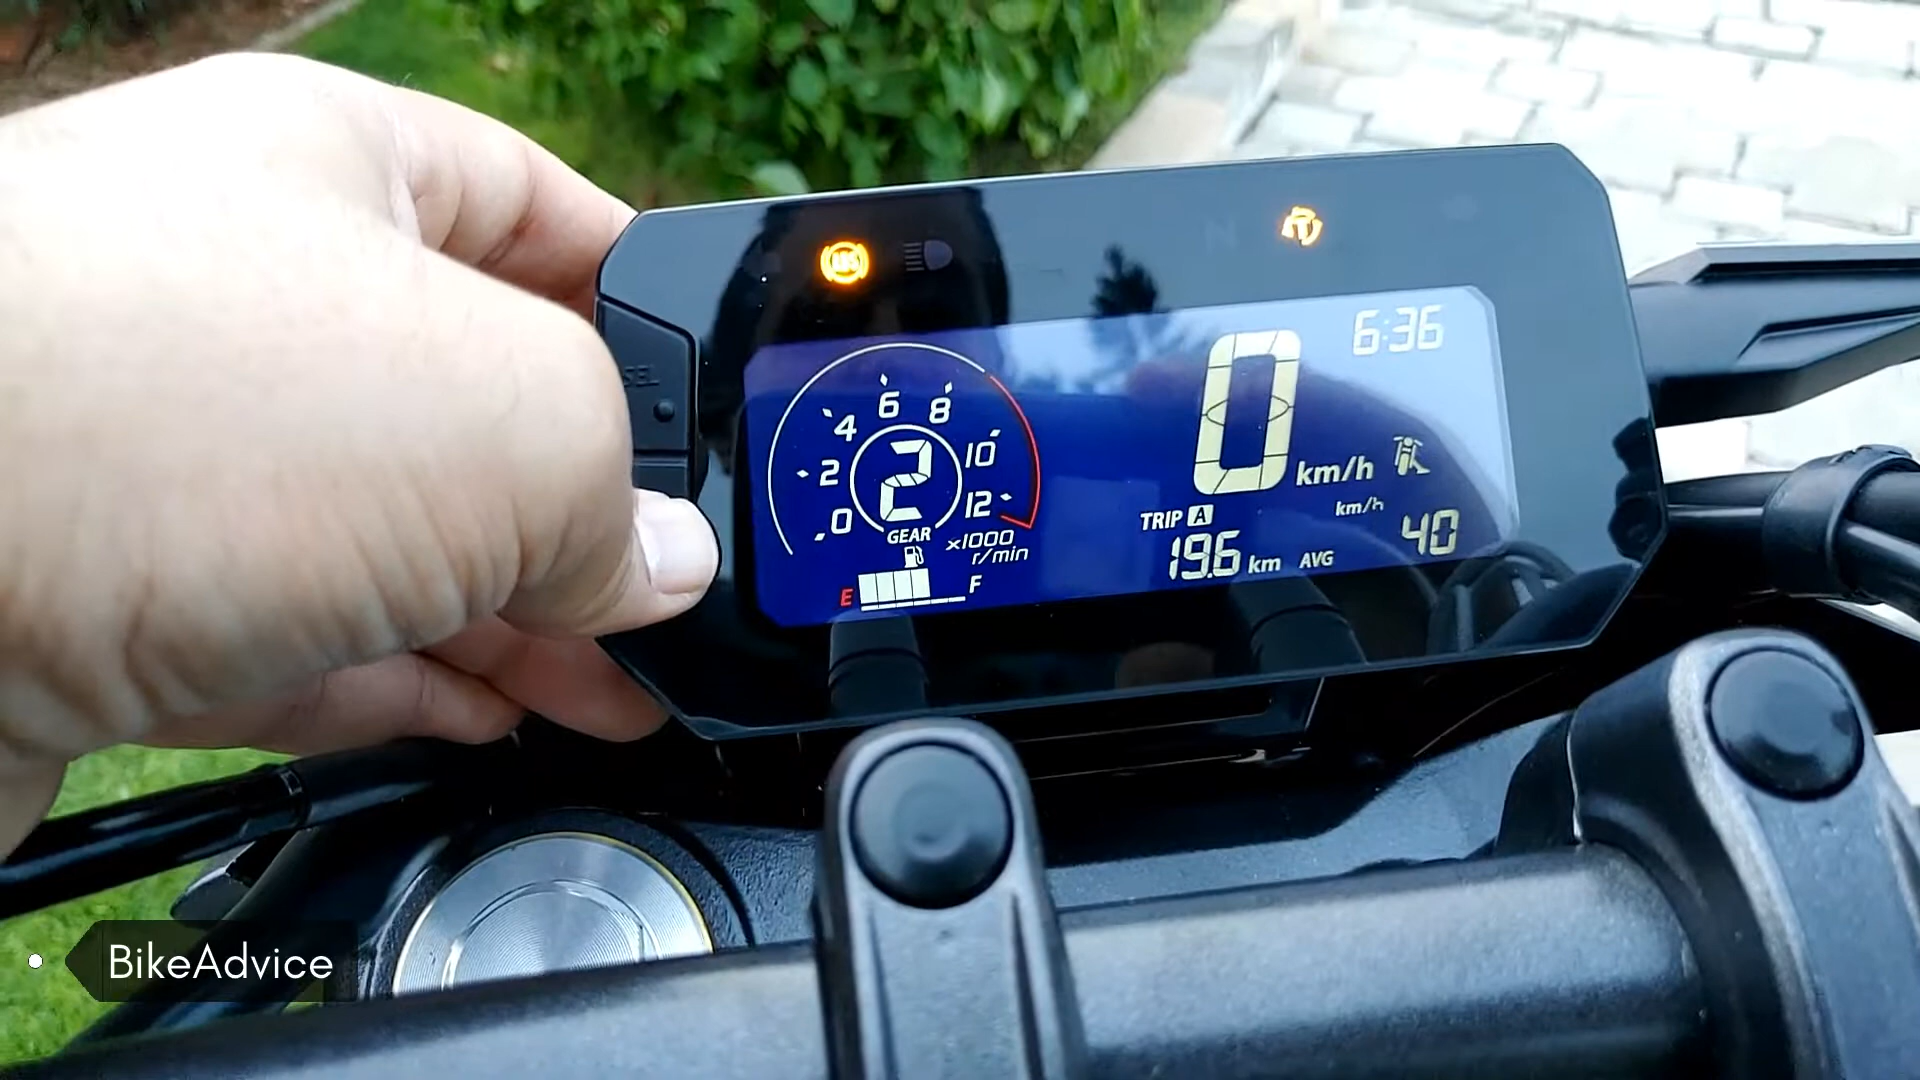 ABS
N
T
SEL
6:36
0
km/h
0 2 4 6 8 10 12
2
GEAR
x1000
r/min
E F
TRIP A
19.6 km
AVG
km/h
40
BikeAdvice